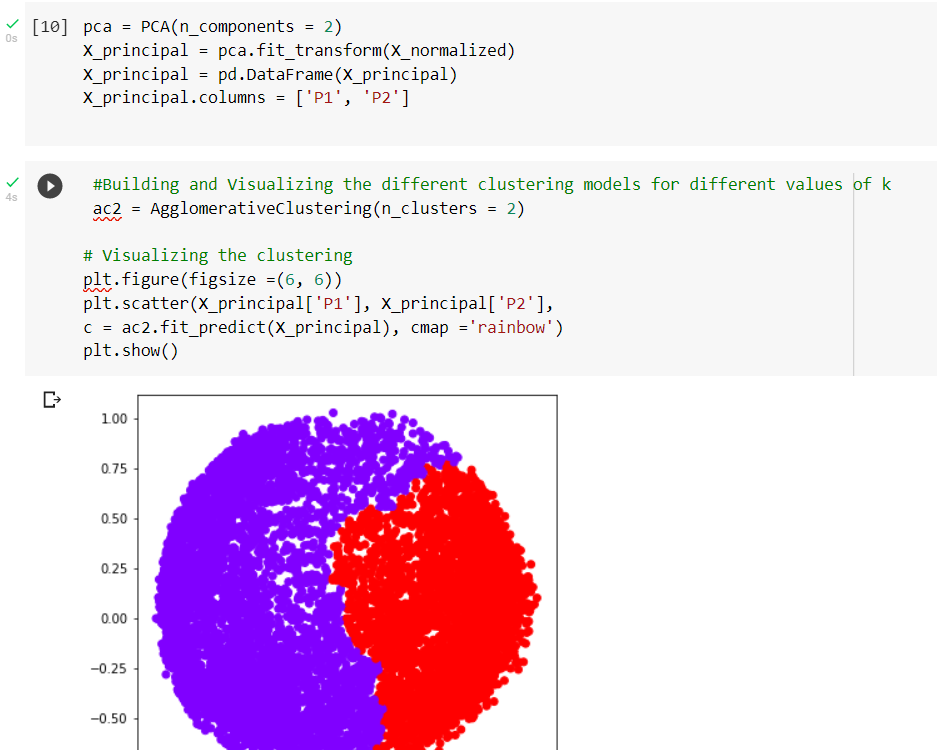 [10] pca = PCA(n_components = 2)
0s
X_principal = pca.fit_transform(X_normalized)
X_principal = pd.DataFrame(X_principal)
X_principal.columns = ['P1', 'P2']
#Building and Visualizing the different clustering models for different values of k
4s
ac2 = AgglomerativeClustering(n_clusters = 2)
# Visualizing the clustering
plt.figure(figsize =(6, 6))
plt.scatter(X_principal['P1'], X_principal['P2'],
c = ac2.fit_predict(X_principal), cmap ='rainbow')
plt.show()
1.00
0.75
0.50
0.25
0.00
−0.25
−0.50